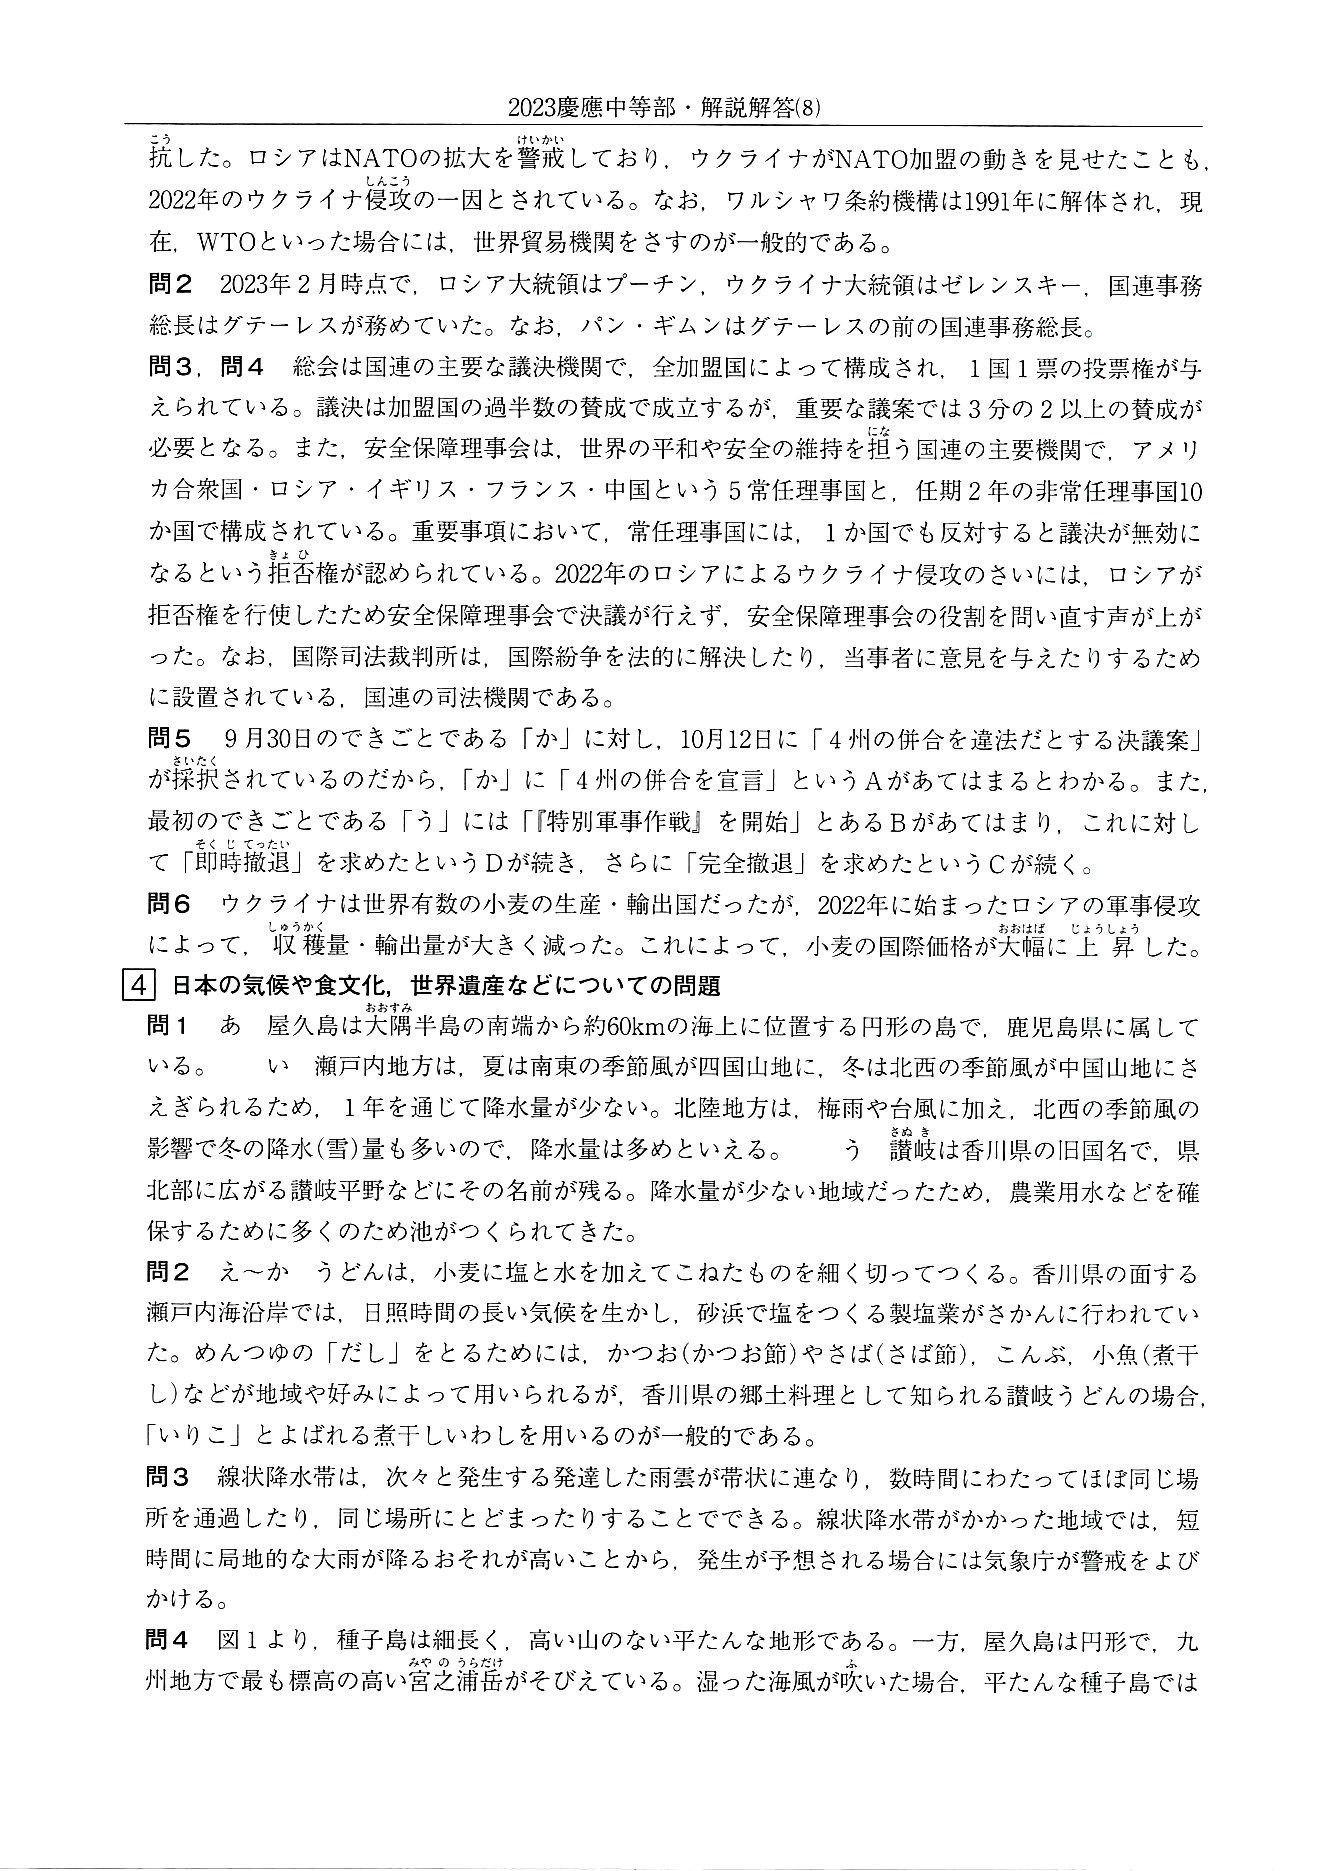 2023慶應中等部・解説解答(8)
抗した。ロシアはNATOの拡大を警戒しており，ウクライナがNATO加盟の動きを見せたことも，
2022年のウクライナ侵攻の一因とされている。なお，ワルシャワ条約機構は1991年に解体され，現
在，WTOといった場合には，世界貿易機関をさすのが一般的である。
問2　2023年2月時点で，ロシア大統領はプーチン，ウクライナ大統領はゼレンスキー，国連事務
総長はグテーレスが務めていた。なお，パン・ギムンはグテーレスの前の国連事務総長。
問3，問4　総会は国連の主要な議決機関で，全加盟国によって構成され，1国1票の投票権が与
えられている。議決は加盟国の過半数の賛成で成立するが，重要な議案では3分の2以上の賛成が
必要となる。また，安全保障理事会は，世界の平和や安全の維持を担う国連の主要機関で，アメリ
カ合衆国・ロシア・イギリス・フランス・中国という5常任理事国と，任期2年の非常任理事国10
か国で構成されている。重要事項において，常任理事国には，1か国でも反対すると議決が無効に
なるという拒否権が認められている。2022年のロシアによるウクライナ侵攻のさいには，ロシアが
拒否権を行使したため安全保障理事会で決議が行えず，安全保障理事会の役割を問い直す声が上が
った。なお，国際司法裁判所は，国際紛争を法的に解決したり，当事者に意見を与えたりするため
に設置されている，国連の司法機関である。
問5　9月30日のできごとである「か」に対し，10月12日に「4州の併合を違法だとする決議案」
が採択されているのだから，「か」に「4州の併合を宣言」というAがあてはまるとわかる。また，
最初のできごとである「う」には「『特別軍事作戦』を開始」とあるBがあてはまり，これに対し
て「即時撤退」を求めたというDが続き，さらに「完全撤退」を求めたというCが続く。
問6　ウクライナは世界有数の小麦の生産・輸出国だったが，2022年に始まったロシアの軍事侵攻
によって，収穫量・輸出量が大きく減った。これによって，小麦の国際価格が大幅に上昇した。
4 日本の気候や食文化，世界遺産などについての問題
問1　あ　屋久島は大隅半島の南端から約60kmの海上に位置する円形の島で，鹿児島県に属して
いる。　い　瀬戸内地方は，夏は南東の季節風が四国山地に，冬は北西の季節風が中国山地にさ
えぎられるため，1年を通じて降水量が少ない。北陸地方は，梅雨や台風に加え，北西の季節風の
影響で冬の降水(雪)量も多いので，降水量は多めといえる。　う　讃岐は香川県の旧国名で，県
北部に広がる讃岐平野などにその名前が残る。降水量が少ない地域だったため，農業用水などを確
保するために多くのため池がつくられてきた。
問2　え〜か　うどんは，小麦に塩と水を加えてこねたものを細く切ってつくる。香川県の面する
瀬戸内海沿岸では，日照時間の長い気候を生かし，砂浜で塩をつくる製塩業がさかんに行われてい
た。めんつゆの「だし」をとるためには，かつお(かつお節)やさば(さば節)，こんぶ，小魚(煮干
し)などが地域や好みによって用いられるが，香川県の郷土料理として知られる讃岐うどんの場合，
「いりこ」とよばれる煮干しいわしを用いるのが一般的である。
問3　線状降水帯は，次々と発生する発達した雨雲が帯状に連なり，数時間にわたってほぼ同じ場
所を通過したり，同じ場所にとどまったりすることでできる。線状降水帯がかかった地域では，短
時間に局地的な大雨が降るおそれが高いことから，発生が予想される場合には気象庁が警戒をよび
かける。
問4　図1より，種子島は細長く，高い山のない平たんな地形である。一方，屋久島は円形で，九
州地方で最も標高の高い宮之浦岳がそびえている。湿った海風が吹いた場合，平たんな種子島では